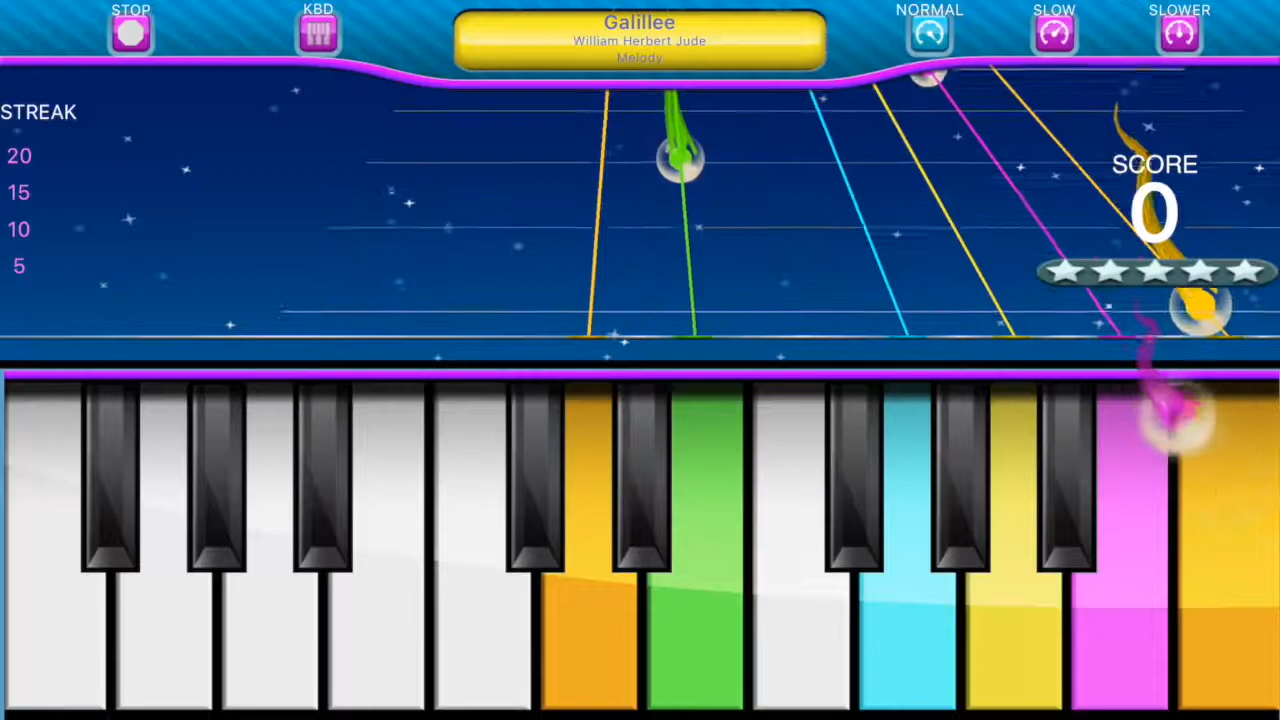 STOP
KBD
Galillee
William Herbert Jude
Melody
NORMAL
SLOW
SLOWER
STREAK
20
15
10
5
SCORE
0